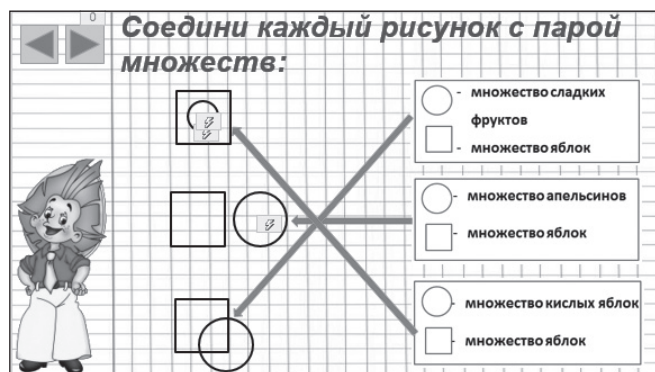 0
Соедини каждый рисунок с парой
множеств:
- множество сладких
фруктов
- множество яблок
- множество апельсинов
- множество яблок
- множество кислых яблок
- множество яблок